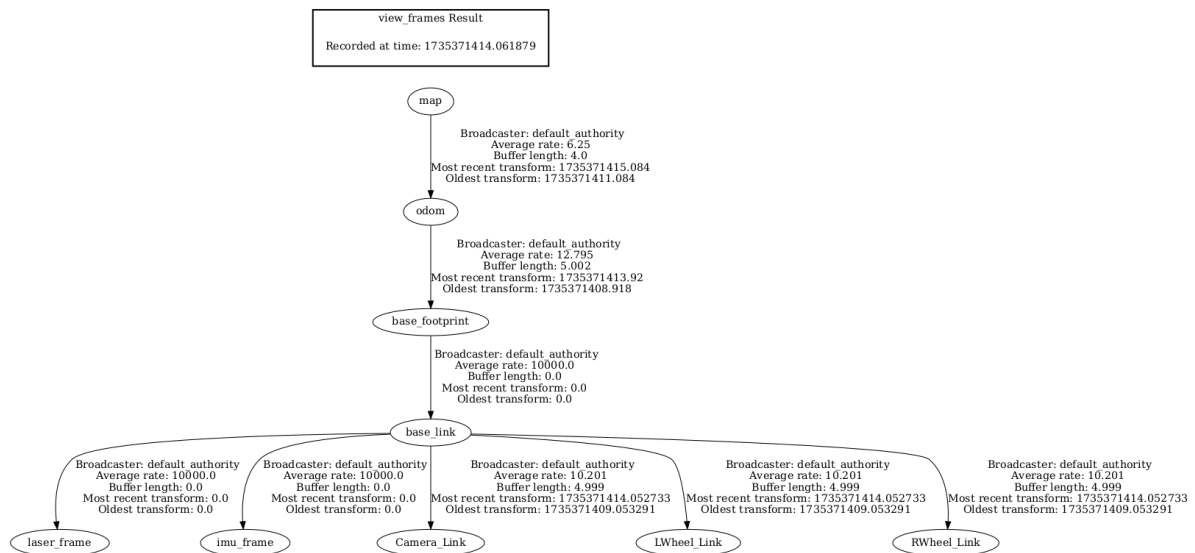 view_frames Result
Recorded at time: 1735371414.061879
map
Broadcaster: default_authority
Average rate: 6.25
Buffer length: 4.0
Most recent transform: 1735371415.084
Oldest transform: 1735371411.084
odom
Broadcaster: default_authority
Average rate: 12.795
Buffer length: 5.002
Most recent transform: 1735371413.92
Oldest transform: 1735371408.918
base_footprint
Broadcaster: default_authority
Average rate: 10000.0
Buffer length: 0.0
Most recent transform: 0.0
Oldest transform: 0.0
base_link
Broadcaster: default_authority
Average rate: 10000.0
Buffer length: 0.0
Most recent transform: 0.0
Oldest transform: 0.0
Broadcaster: default_authority
Average rate: 10000.0
Buffer length: 0.0
Most recent transform: 0.0
Oldest transform: 0.0
Broadcaster: default_authority
Average rate: 10.201
Buffer length: 4.999
Most recent transform: 1735371414.052733
Oldest transform: 1735371409.053291
Broadcaster: default_authority
Average rate: 10.201
Buffer length: 4.999
Most recent transform: 1735371414.052733
Oldest transform: 1735371409.053291
Broadcaster: default_authority
Average rate: 10.201
Buffer length: 4.999
Most recent transform: 1735371414.052733
Oldest transform: 1735371409.053291
laser_frame
imu_frame
Camera_Link
LWheel_Link
RWheel_Link